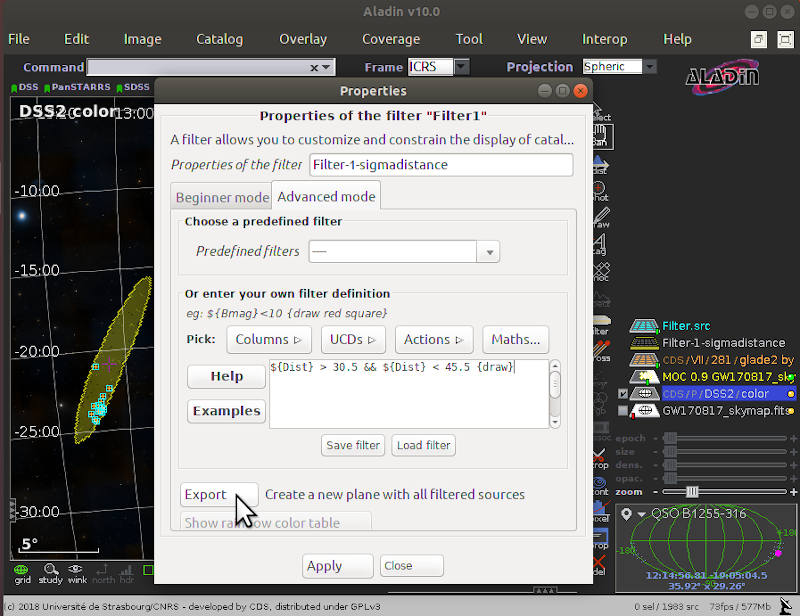 Aladin v10.0
File Edit Image Catalog Overlay Coverage Tool View Interop Help
Command Frame ICRS Projection Spheric
ALADIN
DSS PanSTARRS SDSS
DSS2 color 13:00
Properties
Properties of the filter "Filter1"
A filter allows you to customize and constrain the display of catal...
Properties of the filter Filter-1-sigmadistance
Beginner mode Advanced mode
Choose a predefined filter
Predefined filters ---
Or enter your own filter definition
eg: ${Bmag}<10 {draw red square}
Pick: Columns ▹ UCDs ▹ Actions ▹ Maths...
${Dist} > 30.5 && ${Dist} < 45.5 {draw}
Help
Examples
Save filter Load filter
Export Create a new plane with all filtered sources
Show rainbow color table
Apply Close
-10:00
-15:00
-20:00
-25:00
-30:00
5°
grid study wink north hdr
Filter.src
Filter-1-sigmadistance
CDS/VII/281/glade2 by
MOC 0.9 GW170817_sk
CDS/P/DSS2/color
GW170817_skymap.fits
epoch
size
dens.
opac.
zoom
QSO B1255-316
-180 +180
12:14:56.81 -19:05:04.5
35.92° x 29.26°
(c) 2018 Université de Strasbourg/CNRS - developed by CDS, distributed under GPLv3
0 sel / 1983 src 73fps / 577Mb